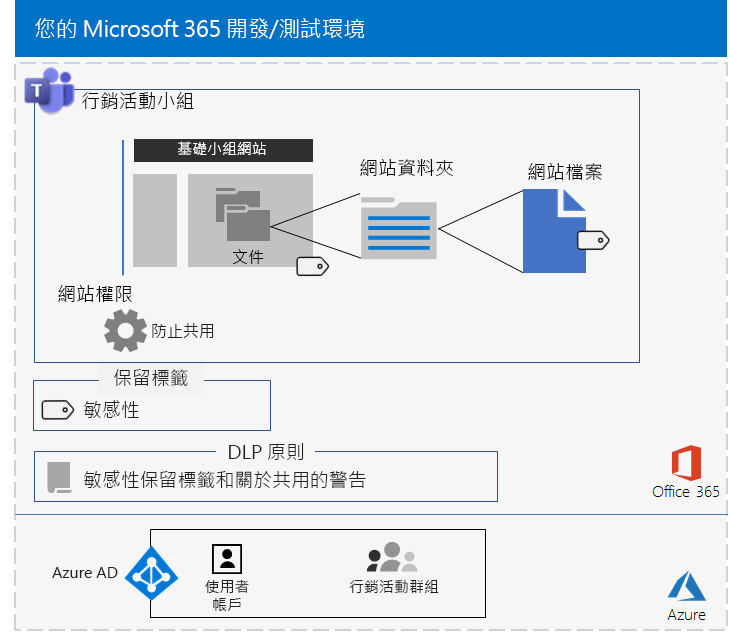 您的 Microsoft 365 開發/測試環境
T
行銷活動小組
基礎小組網站
網站資料夾
網站檔案
文件
網站權限
防止共用
保留標籤
敏感性
DLP 原則
敏感性保留標籤和關於共用的警告
Office 365
Azure AD
使用者
帳戶
行銷活動群組
Azure